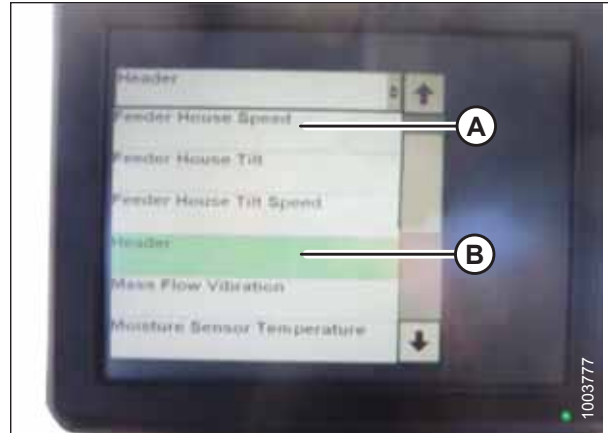 Header
Feeder House Speed
A
Feeder House Tilt
Feeder House Tilt Speed
Header
B
Mass Flow Vibration
Moisture Sensor Temperature
1003777